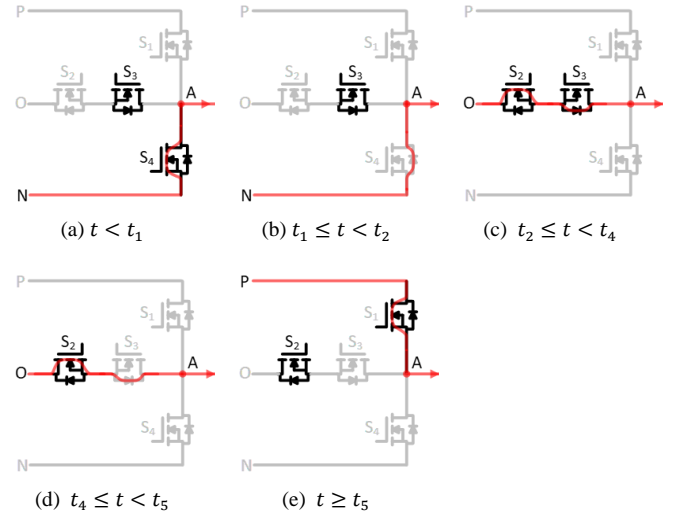 P
S₁
S₂ S₃ A
O
S₄
N
(a) 𝑡 < 𝑡₁
P
S₁
S₂ S₃ A
O
S₄
N
(b) 𝑡₁ ≤ 𝑡 < 𝑡₂
P
S₁
S₂ S₃ A
O
S₄
N
(c) 𝑡₂ ≤ 𝑡 < 𝑡₄
P
S₁
S₂ S₃ A
O
S₄
N
(d) 𝑡₄ ≤ 𝑡 < 𝑡₅
P
S₁
S₂ S₃ A
O
S₄
N
(e) 𝑡 ≥ 𝑡₅